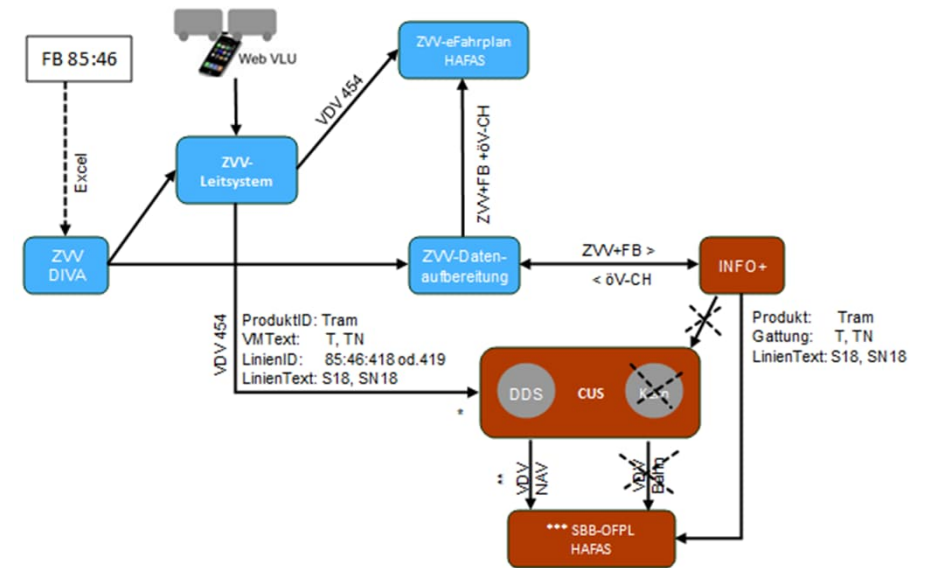 FB 85:46
Web VLU
ZVV-eFahrplan
HAFAS
VDV 454
Excel
ZVV-
Leitsystem
ZVV+FB +öV-CH
ZVV
DIVA
ZVV-Daten-
aufbereitung
ZVV+FB >
< öV-CH
INFO+
VDV 454
ProduktID: Tram
VMText: T, TN
LinienID: 85:46:418 od.419
LinienText: S18, SN18
*
Produkt: Tram
Gattung: T, TN
LinienText: S18, SN18
DDS
CUS
**
VDV
NAV
VDV
Bahn
*** SBB-OFPL
HAFAS